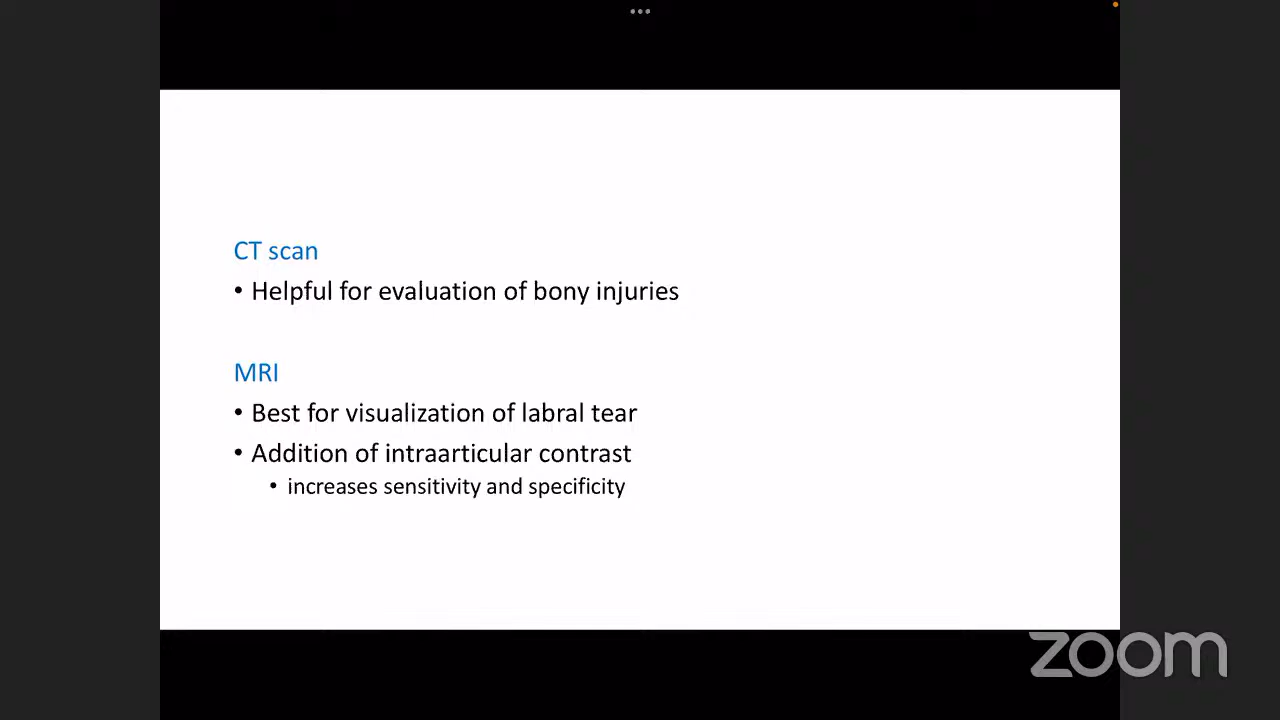 CT scan
• Helpful for evaluation of bony injuries
MRI
• Best for visualization of labral tear
• Addition of intraarticular contrast
• increases sensitivity and specificity
zoom